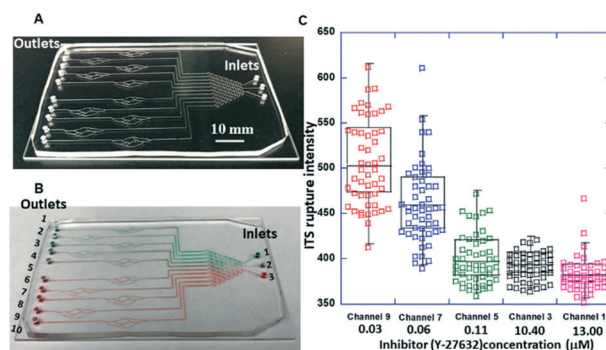 A
Outlets
Inlets
10 mm
B
Outlets
Inlets
1
2
3
4
5
6
7
8
9
10
1
2
3
C
ITS rupture intensity
650
600
550
500
450
400
350
Channel 9 Channel 7 Channel 5 Channel 3 Channel 1
0.03 0.06 0.11 10.40 13.00
Inhibitor (Y-27632)concentration (µM)